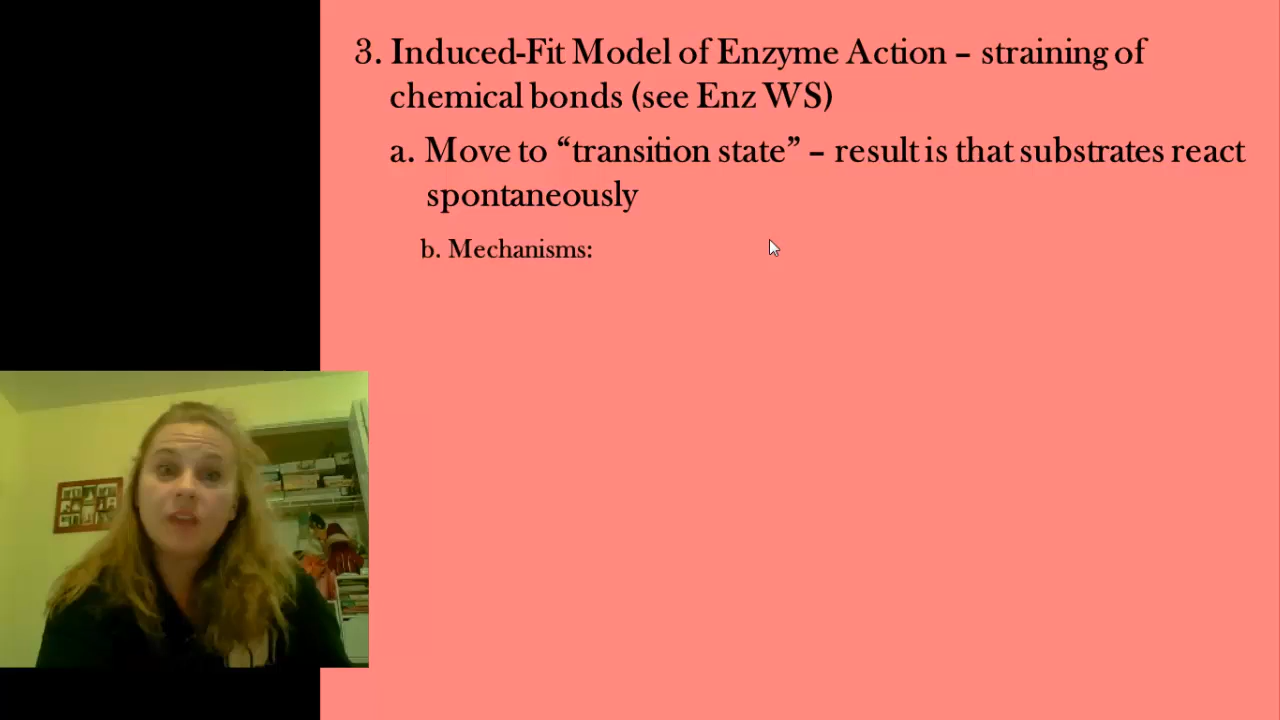 3. Induced-Fit Model of Enzyme Action – straining of
chemical bonds (see Enz WS)
a. Move to “transition state” – result is that substrates react
spontaneously
b. Mechanisms: